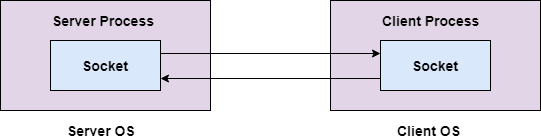 Server Process
Client Process
Socket
Socket
Server OS
Client OS